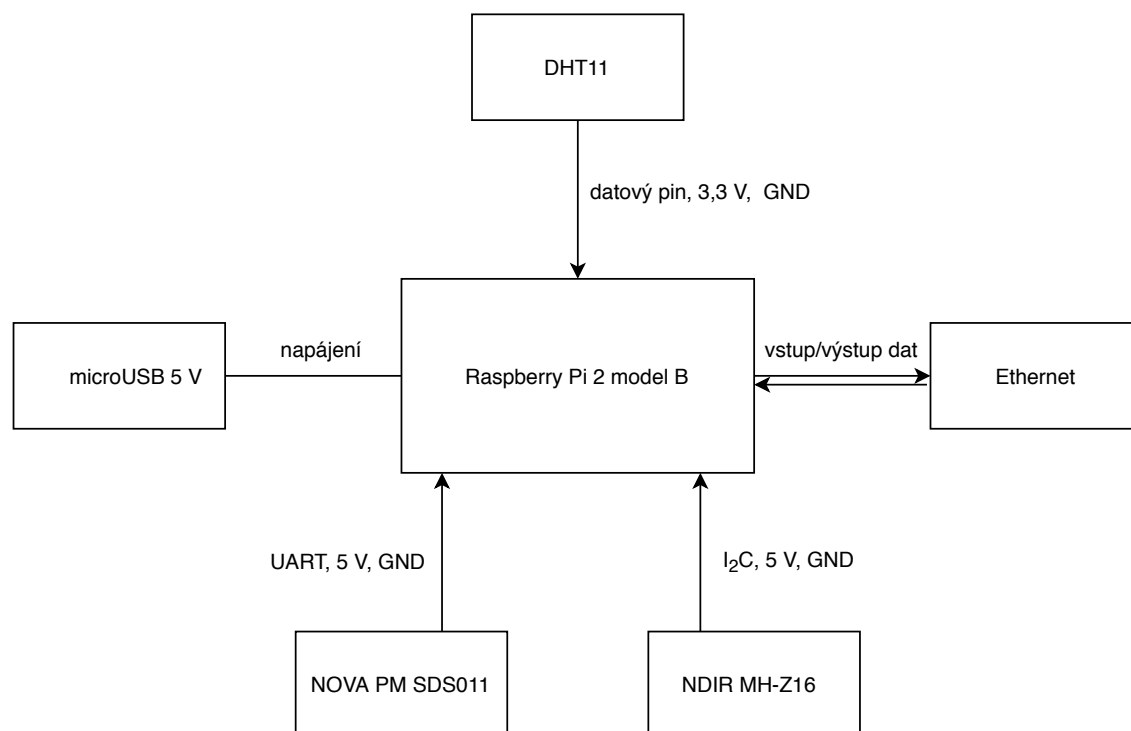 DHT11
datový pin, 3,3 V, GND
napájení
vstup/výstup dat
microUSB 5 V
Raspberry Pi 2 model B
Ethernet
UART, 5 V, GND
I₂C, 5 V, GND
NOVA PM SDS011
NDIR MH-Z16